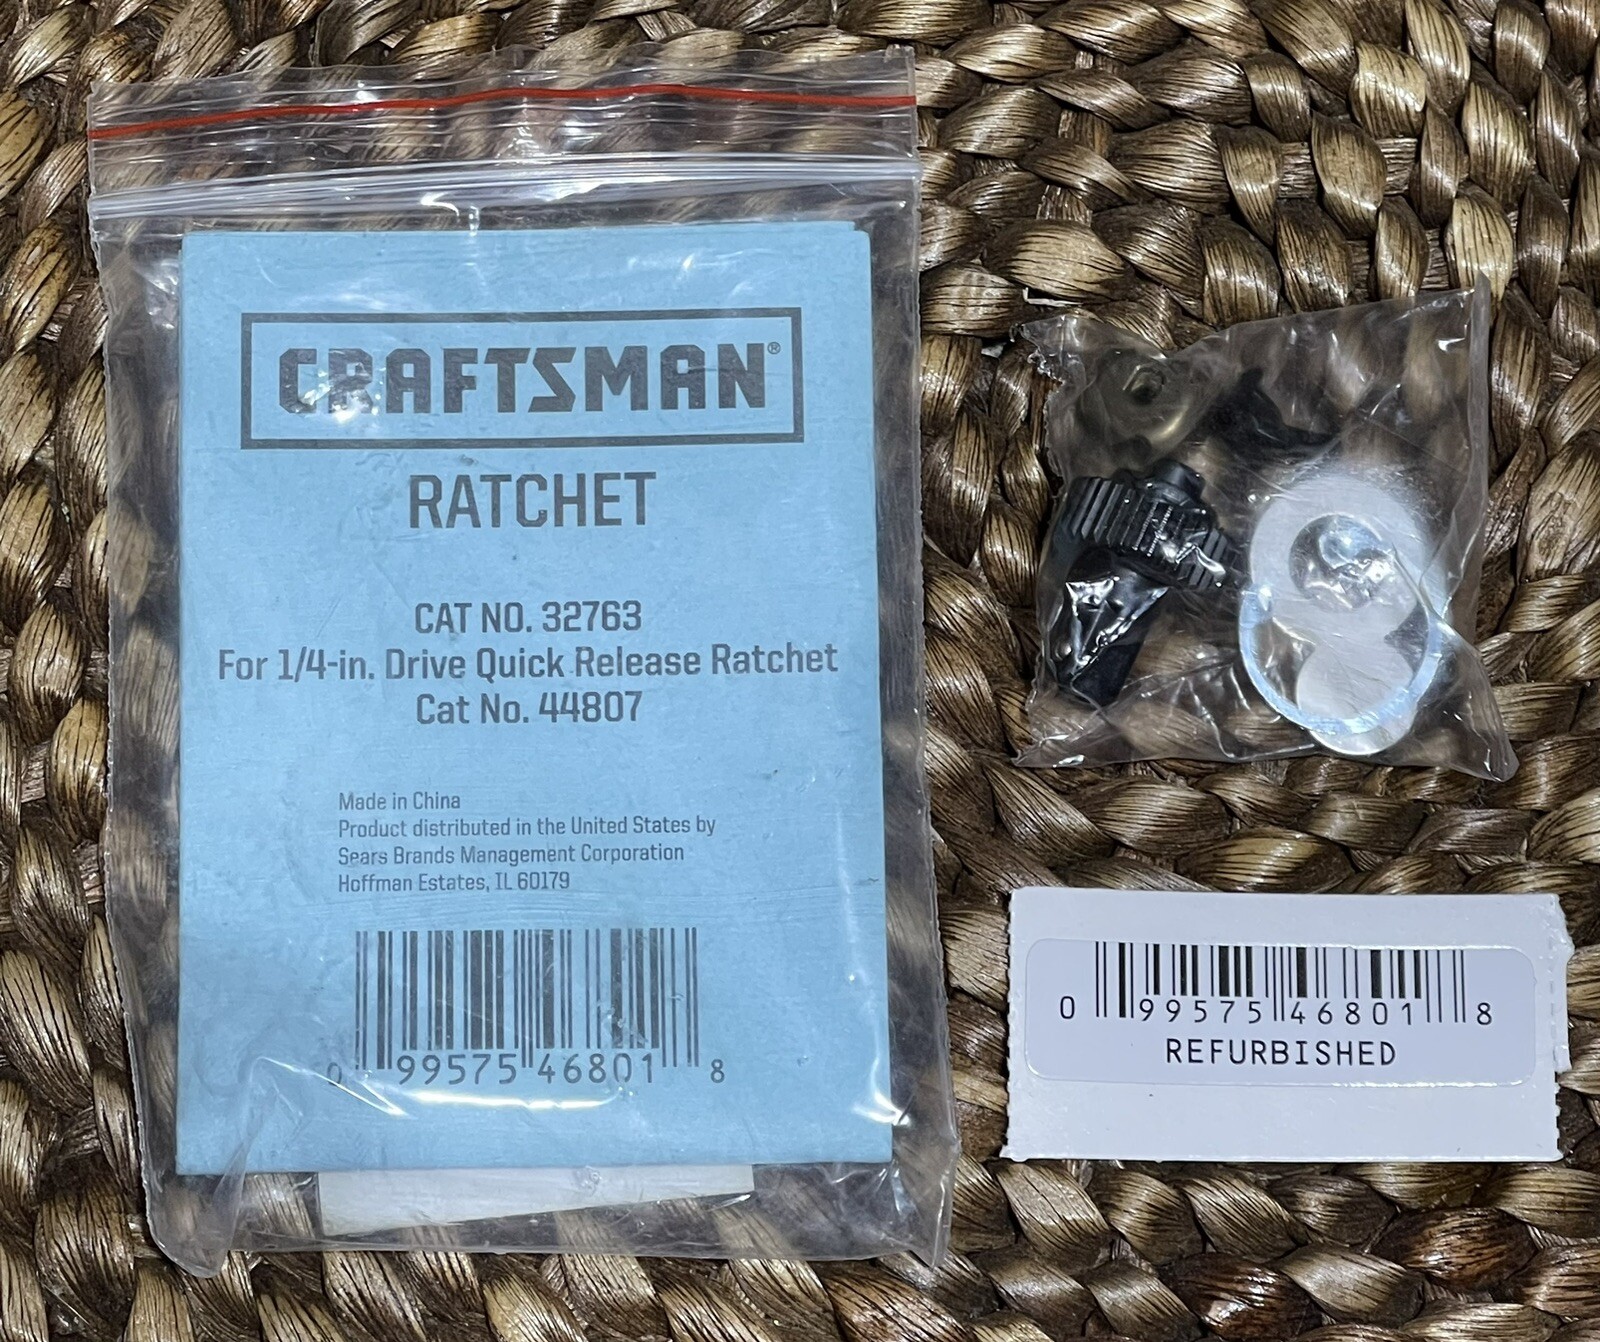 CRAFTSMAN®
RATCHET
CAT NO. 32763
For 1/4-in. Drive Quick Release Ratchet
Cat No. 44807
Made in China
Product distributed in the United States by
Sears Brands Management Corporation
Hoffman Estates, IL 60179
0 99575 46801 8
0 99575 46801 8
REFURBISHED